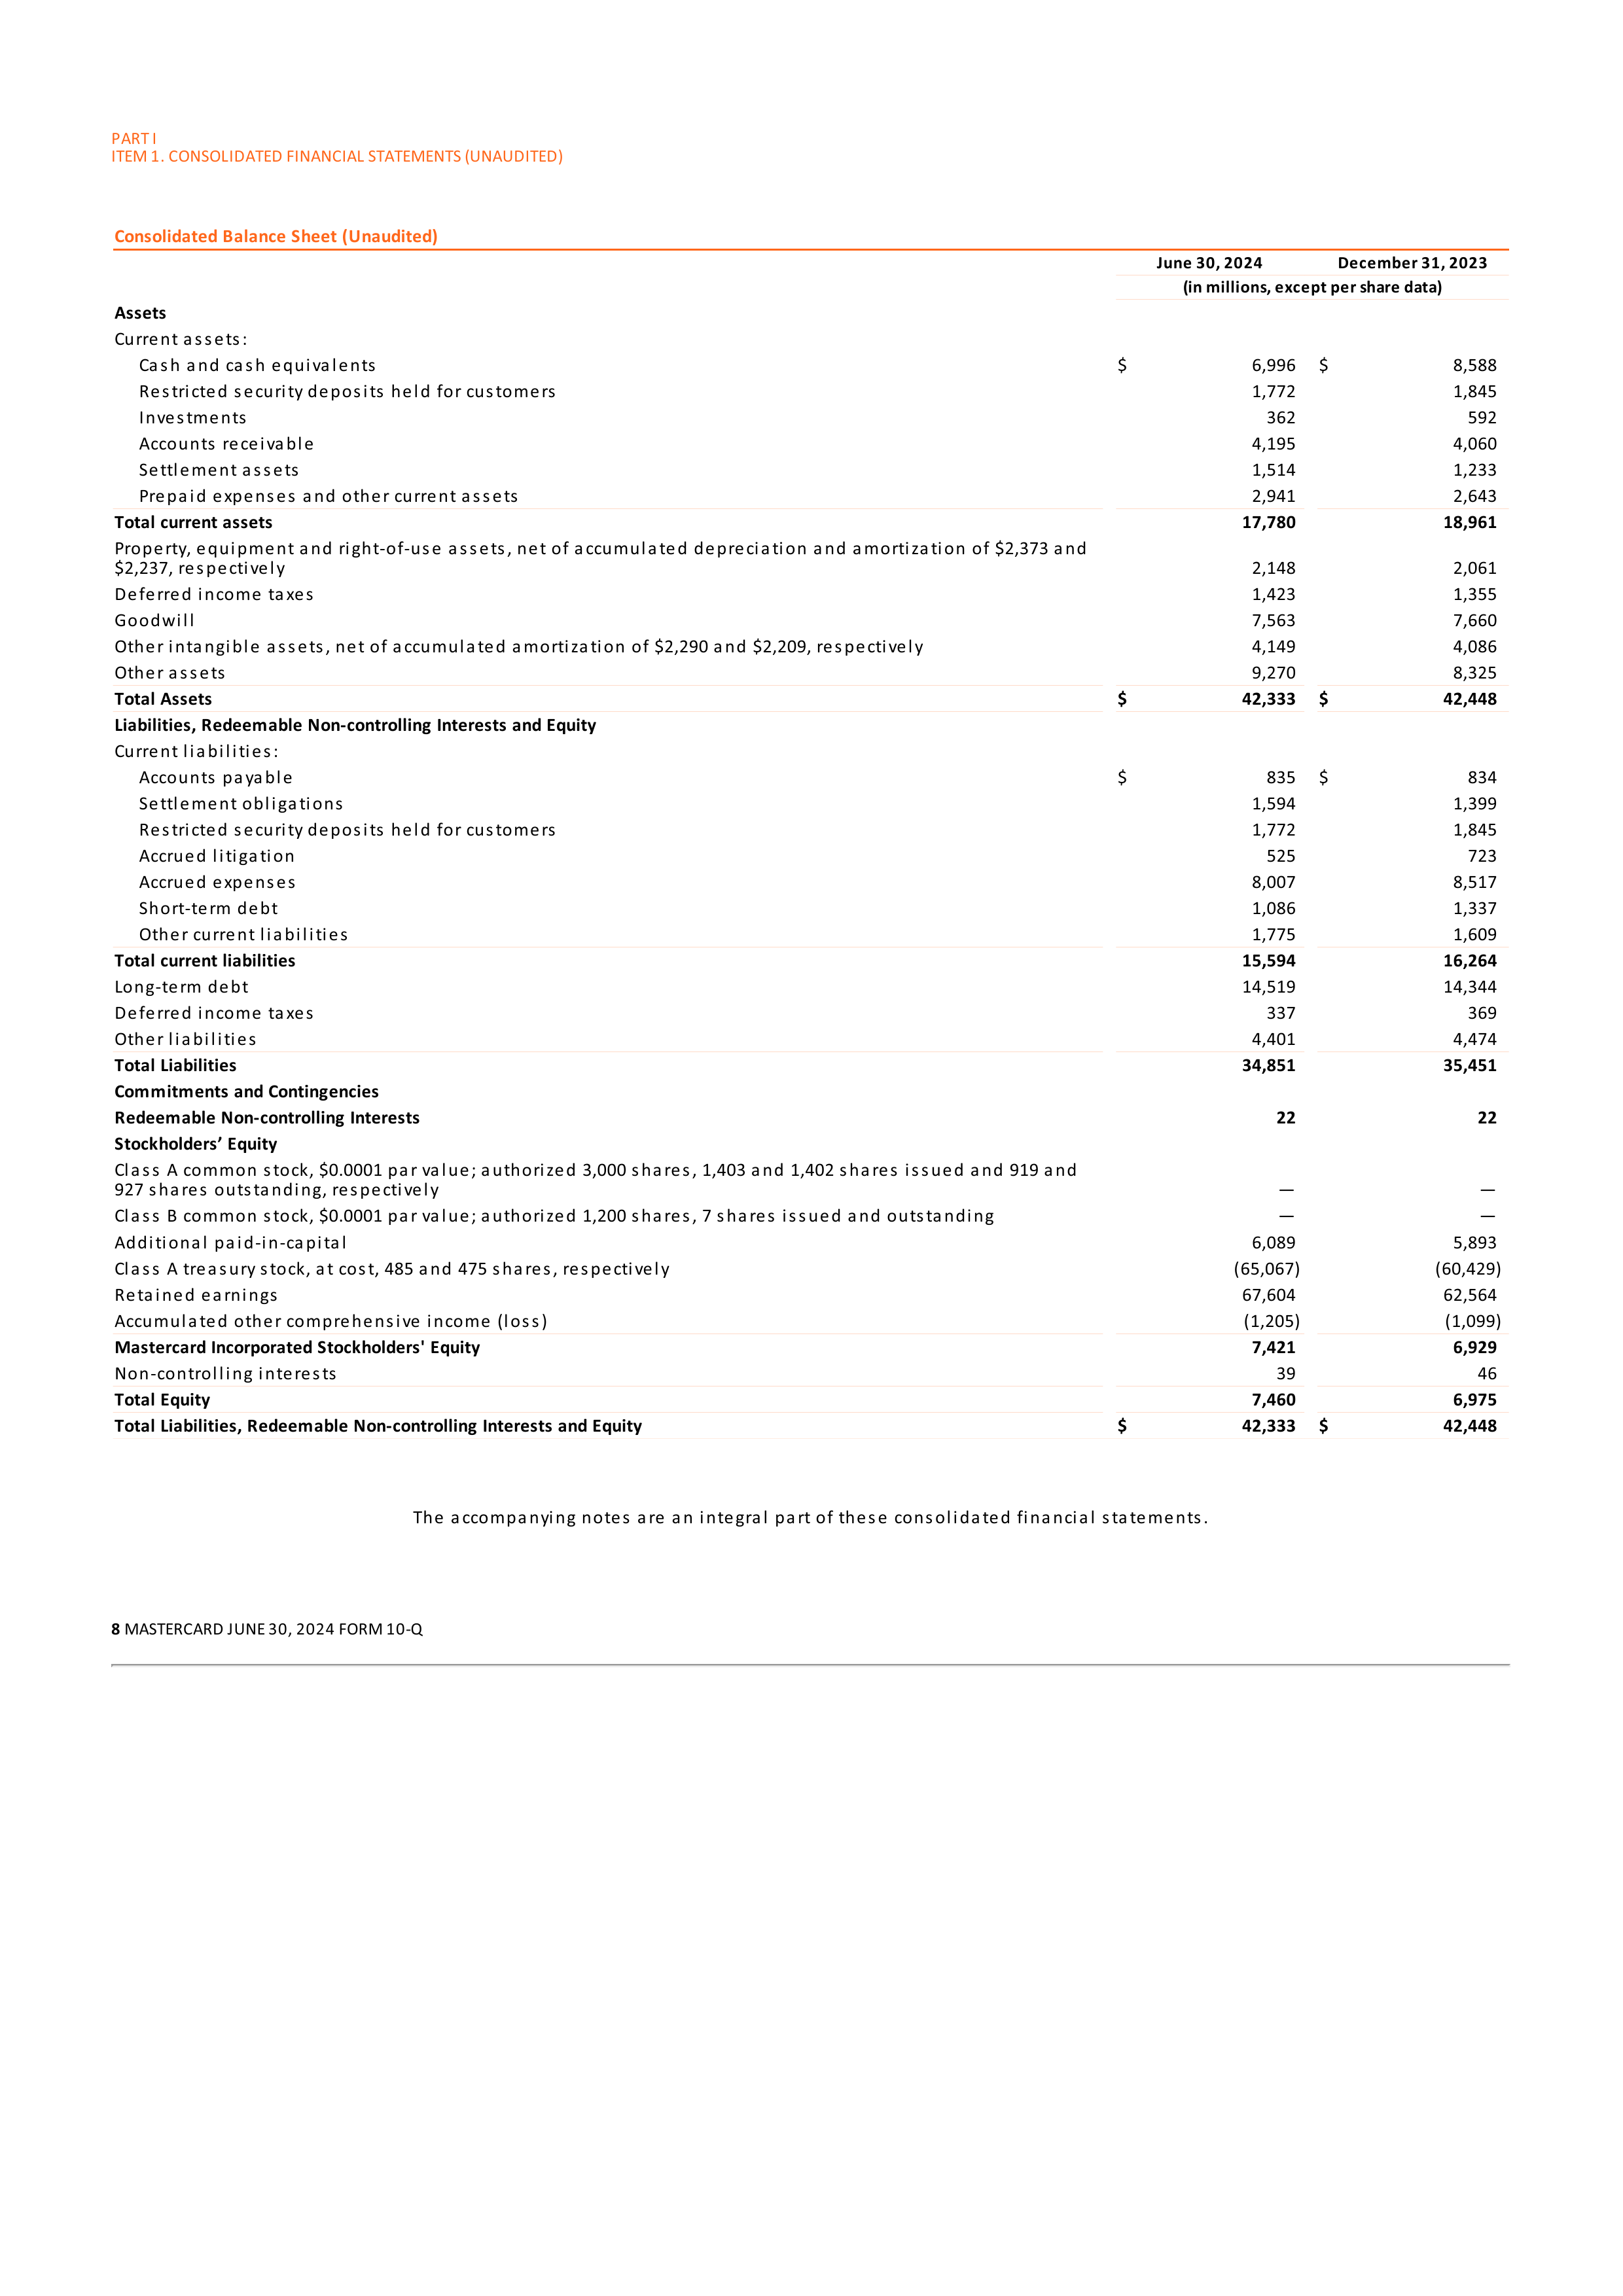 PART I
ITEM 1. CONSOLIDATED FINANCIAL STATEMENTS (UNAUDITED)
Consolidated Balance Sheet (Unaudited)
June 30, 2024 December 31, 2023
(in millions, except per share data)
Assets
Current assets:
Cash and cash equivalents $ 6,996 $ 8,588
Restricted security deposits held for customers 1,772 1,845
Investments 362 592
Accounts receivable 4,195 4,060
Settlement assets 1,514 1,233
Prepaid expenses and other current assets 2,941 2,643
Total current assets 17,780 18,961
Property, equipment and right-of-use assets, net of accumulated depreciation and amortization of $2,373 and
$2,237, respectively 2,148 2,061
Deferred income taxes 1,423 1,355
Goodwill 7,563 7,660
Other intangible assets, net of accumulated amortization of $2,290 and $2,209, respectively 4,149 4,086
Other assets 9,270 8,325
Total Assets $ 42,333 $ 42,448
Liabilities, Redeemable Non-controlling Interests and Equity
Current liabilities:
Accounts payable $ 835 $ 834
Settlement obligations 1,594 1,399
Restricted security deposits held for customers 1,772 1,845
Accrued litigation 525 723
Accrued expenses 8,007 8,517
Short-term debt 1,086 1,337
Other current liabilities 1,775 1,609
Total current liabilities 15,594 16,264
Long-term debt 14,519 14,344
Deferred income taxes 337 369
Other liabilities 4,401 4,474
Total Liabilities 34,851 35,451
Commitments and Contingencies
Redeemable Non-controlling Interests 22 22
Stockholders’ Equity
Class A common stock, $0.0001 par value; authorized 3,000 shares, 1,403 and 1,402 shares issued and 919 and
927 shares outstanding, respectively — —
Class B common stock, $0.0001 par value; authorized 1,200 shares, 7 shares issued and outstanding — —
Additional paid-in-capital 6,089 5,893
Class A treasury stock, at cost, 485 and 475 shares, respectively (65,067) (60,429)
Retained earnings 67,604 62,564
Accumulated other comprehensive income (loss) (1,205) (1,099)
Mastercard Incorporated Stockholders' Equity 7,421 6,929
Non-controlling interests 39 46
Total Equity 7,460 6,975
Total Liabilities, Redeemable Non-controlling Interests and Equity $ 42,333 $ 42,448
The accompanying notes are an integral part of these consolidated financial statements.
8 MASTERCARD JUNE 30, 2024 FORM 10-Q